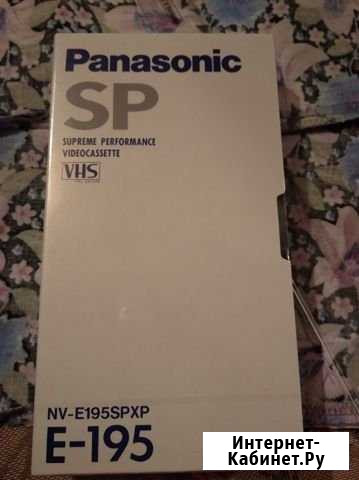 Panasonic
SP
SUPREME PERFORMANCE
VIDEOCASSETTE
VHS
NV-E195SPXP
E-195
Интернет-
Кабинет.Ру